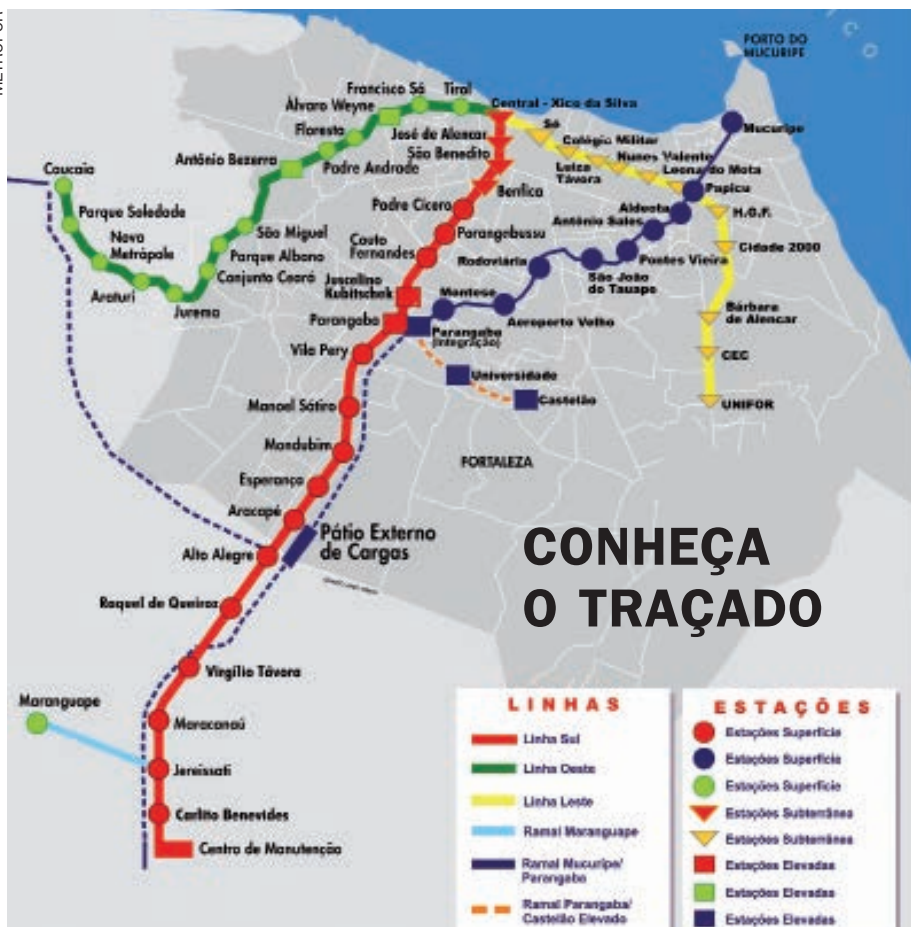 PORTO DO
MUCURIPE
Francisco Sá
Tirol
Álvaro Weyne
Central - Xico da Silva
Floresta
José de Alencar
Sé
Colégio Militar
Mucuripe
Antônio Bezerra
Padre Andrade
São Benedito
Luiza
Távora
Nunes Valente
Leonardo Mota
Caucaia
Benfica
Papicu
Padre Cícero
Aldeota
H.G.F.
Parque Soledade
Parangabussu
Antônio Sales
São Miguel
Couto
Fernandes
Pontes Vieira
Cidade 2000
Nova
Metrópole
Parque Albano
Rodoviária
São João
do Tauape
Conjunto Ceará
Juscelino
Kubitschek
Araturi
Montese
Jurema
Parangaba
Aeroporto Velho
Bárbara
de Alencar
Parangaba
(Integração)
Vila Pery
CEC
Universidade
Manoel Sátiro
Castelão
UNIFOR
Mondubim
FORTALEZA
Esperança
Aracapé
Pátio Externo
de Cargas
Alto Alegre
CONHEÇA
O TRAÇADO
Raquel de Queiroz
Virgílio Távora
Maranguape
Maracanaú
Jereissati
Carlito Benevides
Centro de Manutenção
LINHAS
Linha Sul
Linha Oeste
Linha Leste
Ramal Maranguape
Ramal Mucuripe/
Parangaba
Ramal Parangaba/
Castelão Elevado
ESTAÇÕES
Estações Superfície
Estações Superfície
Estações Superfície
Estações Subterrânea
Estações Subterrânea
Estações Elevadas
Estações Elevadas
Estações Elevadas